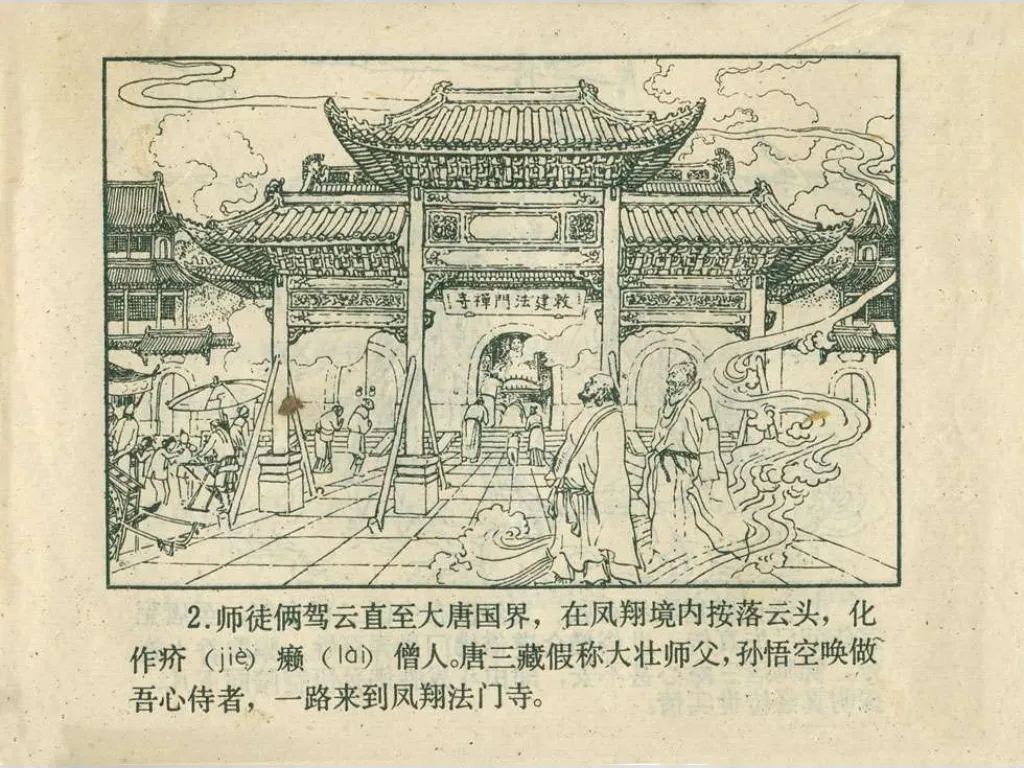 敕建法門禅寺
2.师徒俩驾云直至大唐国界，在凤翔境内按落云头，化
作疥（jiè）癞（lài）僧人。唐三藏假称大壮师父，孙悟空唤做
吾心侍者，一路来到凤翔法门寺。